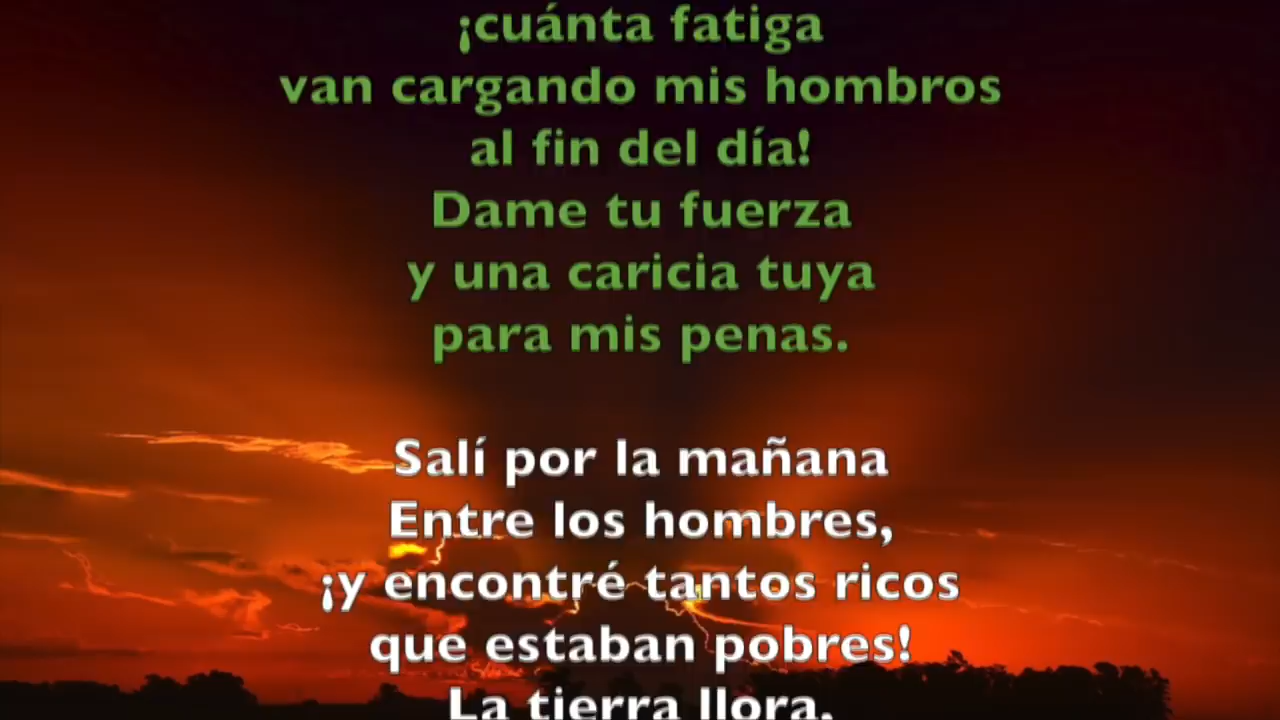 ¡cuánta fatiga
van cargando mis hombros
al fin del día!
Dame tu fuerza
y una caricia tuya
para mis penas.
Salí por la mañana
Entre los hombres,
¡y encontré tantos ricos
que estaban pobres!
La tierra llora,